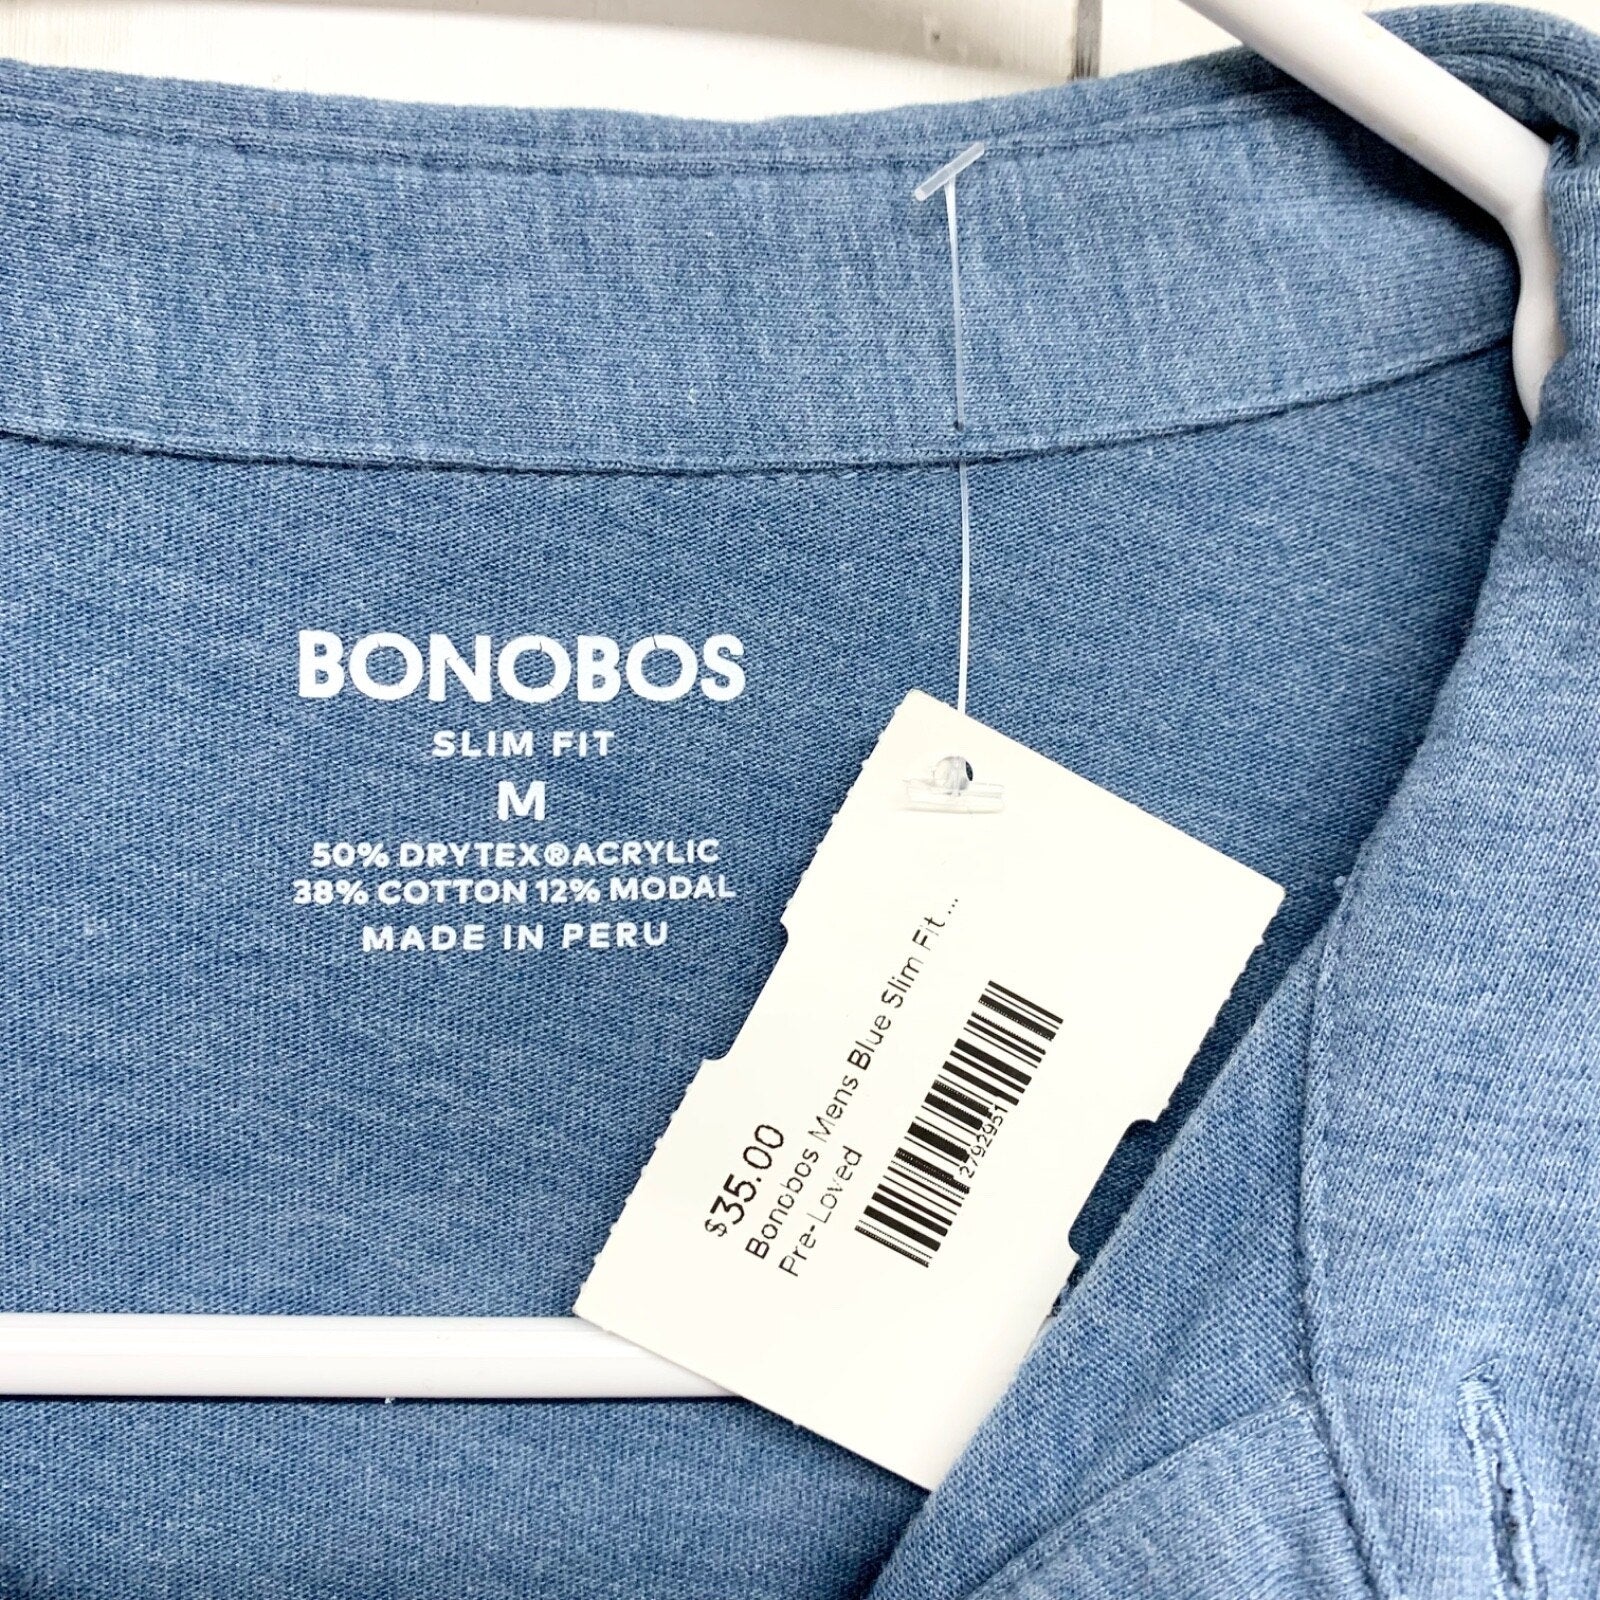 BONOBOS
SLIM FIT
M
50% DRYTEX®ACRYLIC
38% COTTON 12% MODAL
MADE IN PERU
$35.00
Bonobos Mens Blue Slim Fit ...
Pre-Loved
2792951